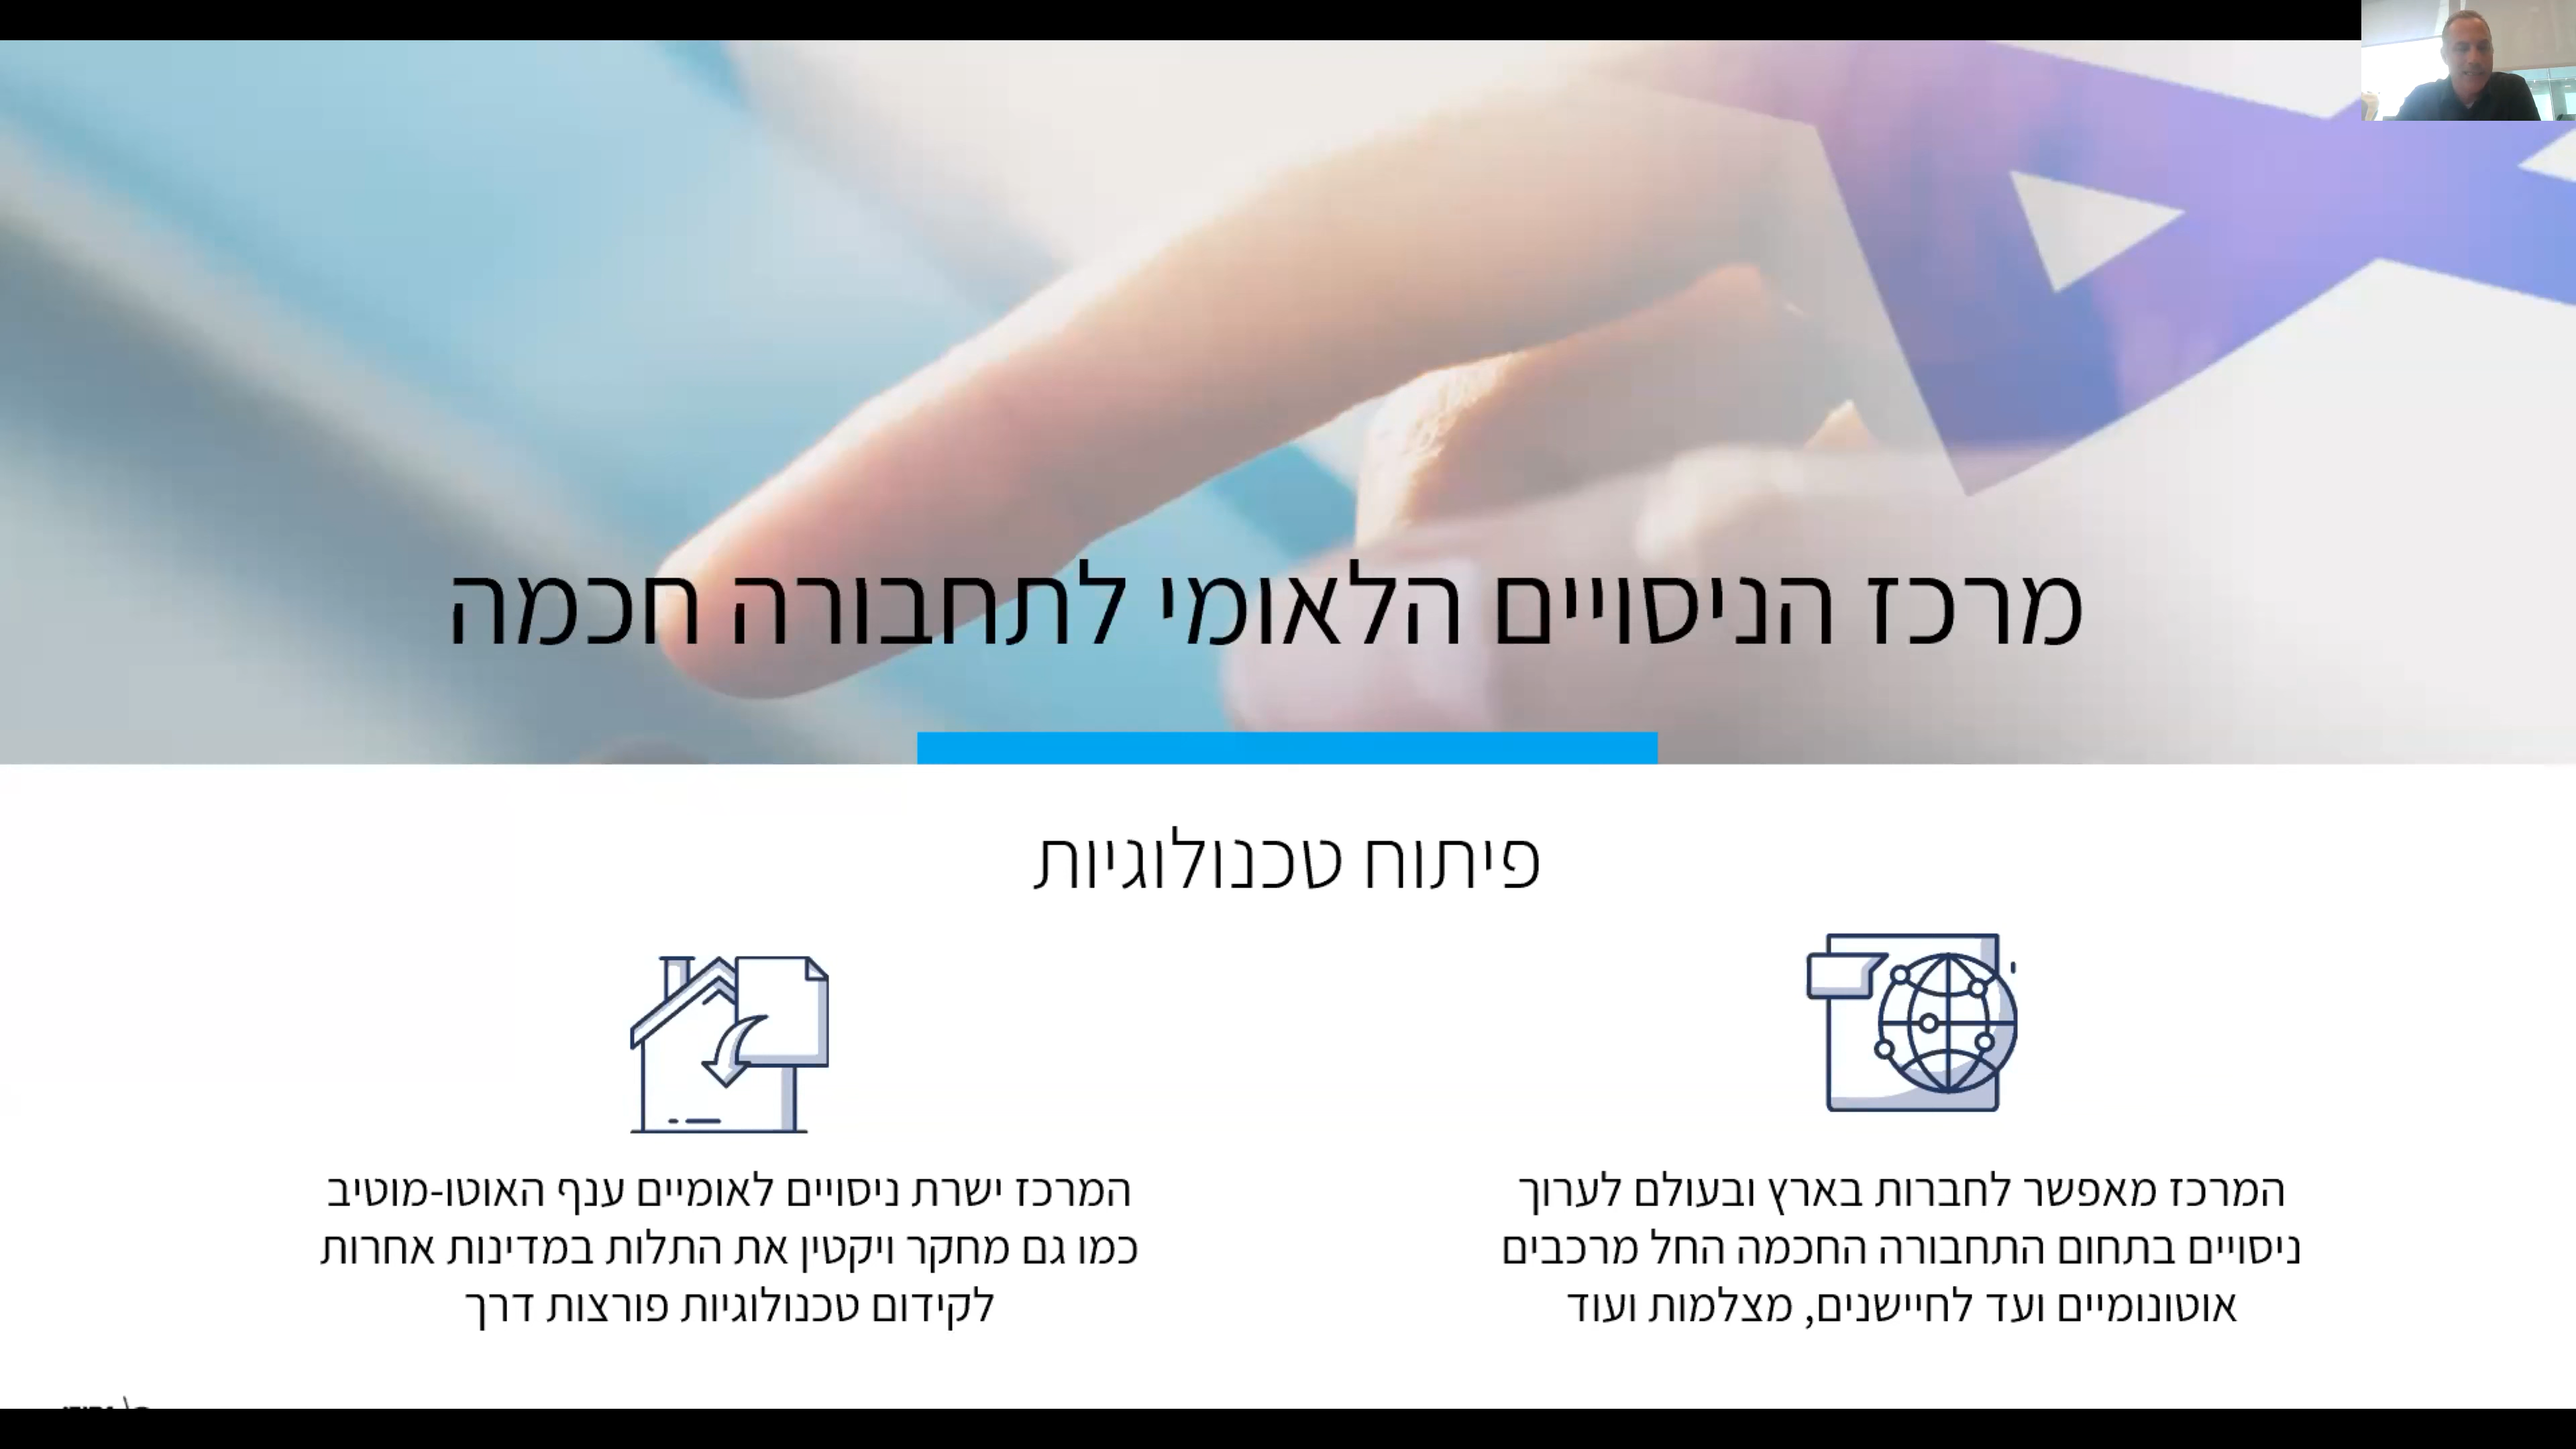 מרכז הניסויים הלאומי לתחבורה חכמה
פיתוח טכנולוגיות
המרכז מאפשר לחברות בארץ ובעולם לערוך
ניסויים בתחום התחבורה החכמה החל מרכבים
אוטונומיים ועד לחיישנים, מצלמות ועוד
המרכז ישרת ניסויים לאומיים ענף האוטו-מוטיב
כמו גם מחקר ויקטין את התלות במדינות אחרות
לקידום טכנולוגיות פורצות דרך